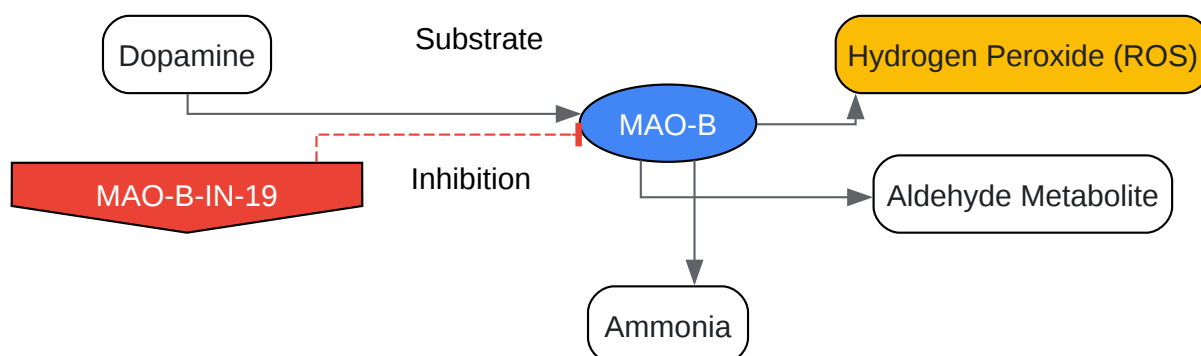 Dopamine
Substrate
Hydrogen Peroxide (ROS)
MAO-B
MAO-B-IN-19
Inhibition
Aldehyde Metabolite
Ammonia